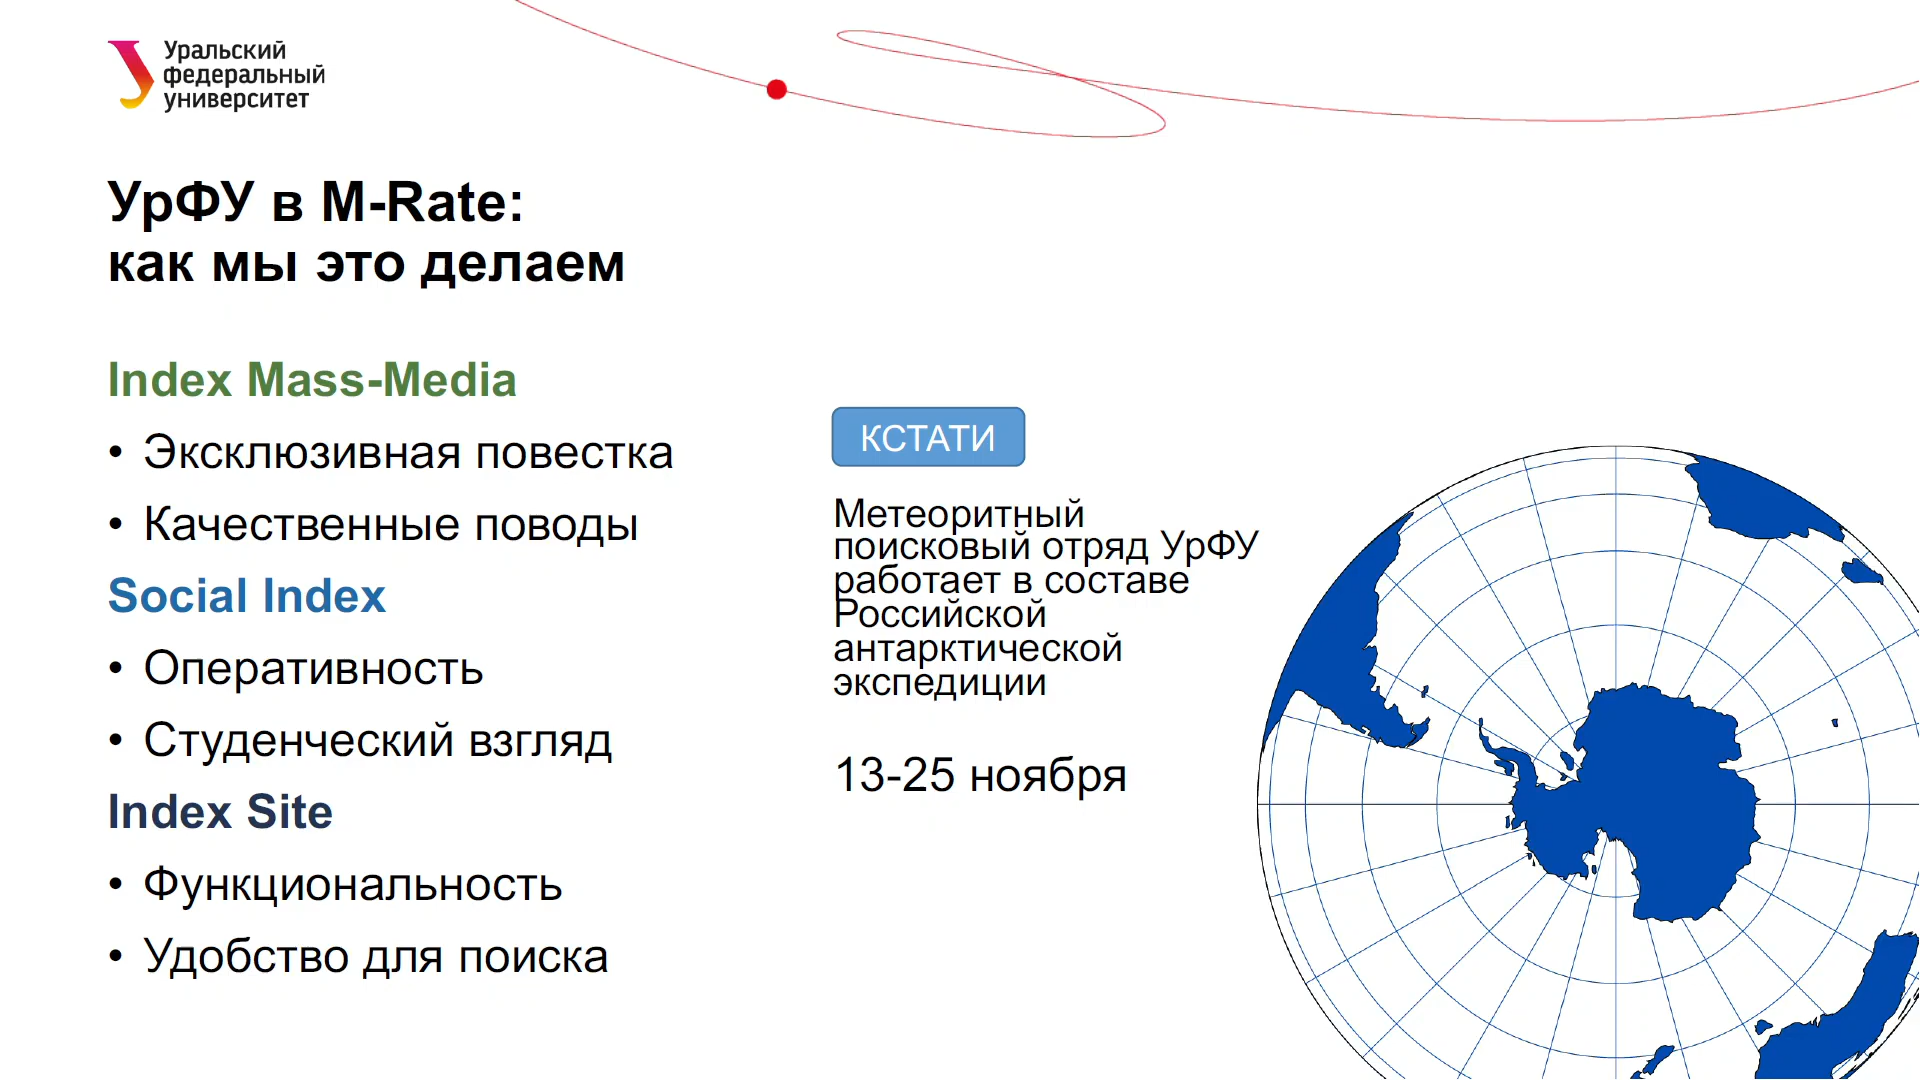 Уральский
федеральный
университет
УрФУ в M-Rate:
как мы это делаем
Index Mass-Media
• Эксклюзивная повестка
• Качественные поводы
Social Index
• Оперативность
• Студенческий взгляд
Index Site
• Функциональность
• Удобство для поиска
КСТАТИ
Метеоритный
поисковый отряд УрФУ
работает в составе
Российской
антарктической
экспедиции
13-25 ноября